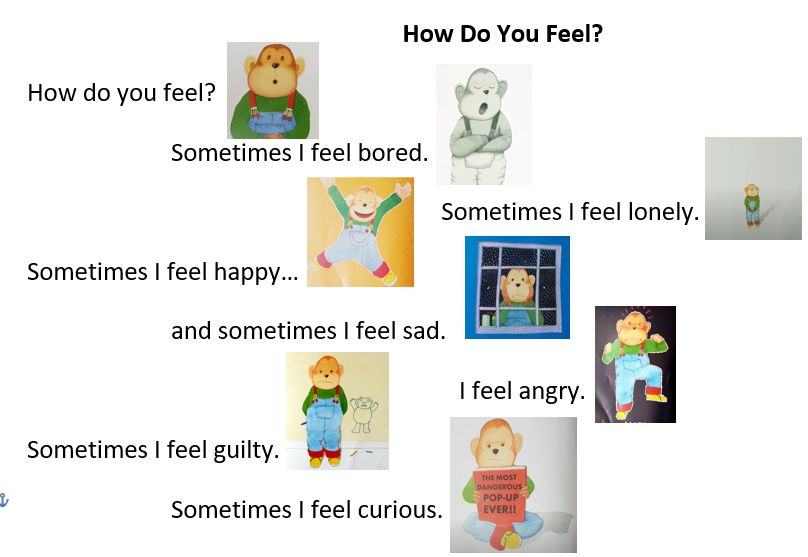 How Do You Feel?
How do you feel?
Sometimes I feel bored.
Sometimes I feel lonely.
Sometimes I feel happy…
and sometimes I feel sad.
I feel angry.
Sometimes I feel guilty.
THE MOST
DANGEROUS
POP-UP
EVER!!
Sometimes I feel curious.